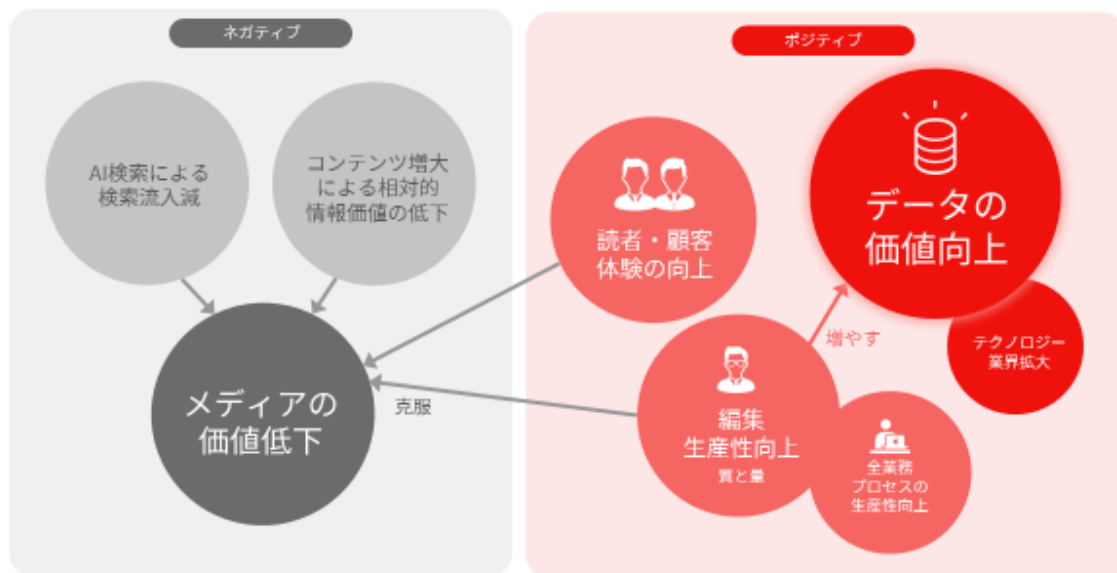 ネガティブ
AI検索による
検索流入減
コンテンツ増大
による相対的
情報価値の低下
メディアの
価値低下
克服
ポジティブ
読者・顧客
体験の向上
データの
価値向上
増やす
テクノロジー
業界拡大
編集
生産性向上
質と量
全業務
プロセスの
生産性向上